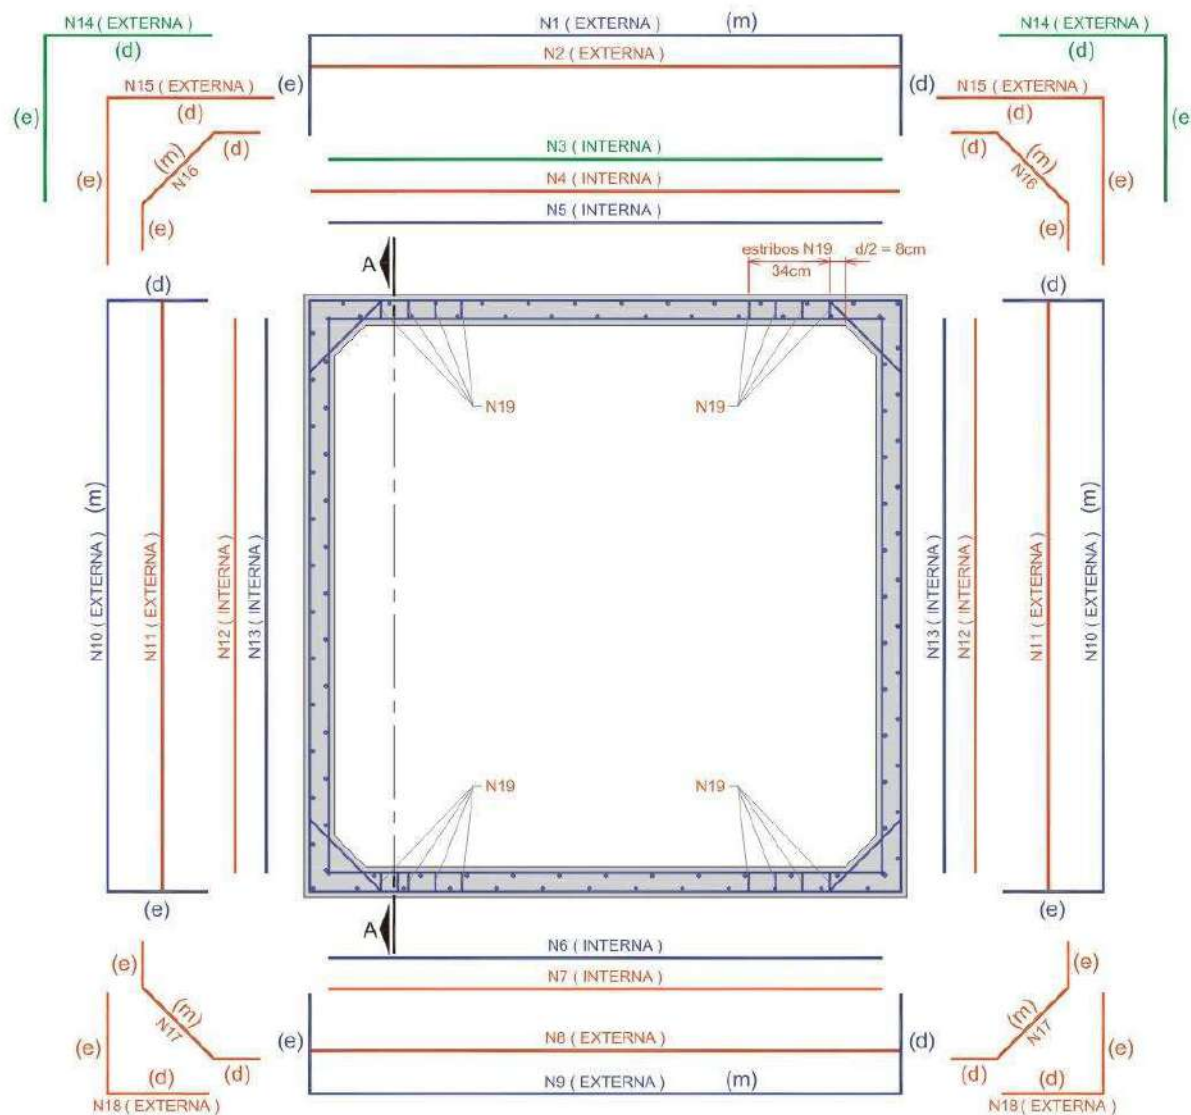 N14 ( EXTERNA )
N1 ( EXTERNA )
(m)
N14 ( EXTERNA )
(d)
N2 ( EXTERNA )
(d)
N15 ( EXTERNA )
(e)
(d)
N15 ( EXTERNA )
(e)
(d)
(d)
(e)
(m)
N16
(d)
N3 ( INTERNA )
(d)
(m)
N16
(e)
N4 ( INTERNA )
(e)
(e)
N5 ( INTERNA )
(e)
estribos N19
d/2 = 8cm
34cm
A
(d)
(d)
N19
N19
N10 ( EXTERNA )
(m)
N11 ( EXTERNA )
N12 ( INTERNA )
N13 ( INTERNA )
N13 ( INTERNA )
N12 ( INTERNA )
N11 ( EXTERNA )
N10 ( EXTERNA )
(m)
N19
N19
(e)
(e)
A
N6 ( INTERNA )
(e)
(e)
N7 ( INTERNA )
(m)
N17
(m)
N17
(e)
N8 ( EXTERNA )
(e)
(e)
(d)
(d)
(d)
(d)
(d)
N9 ( EXTERNA )
(m)
N18 ( EXTERNA )
N18 ( EXTERNA )